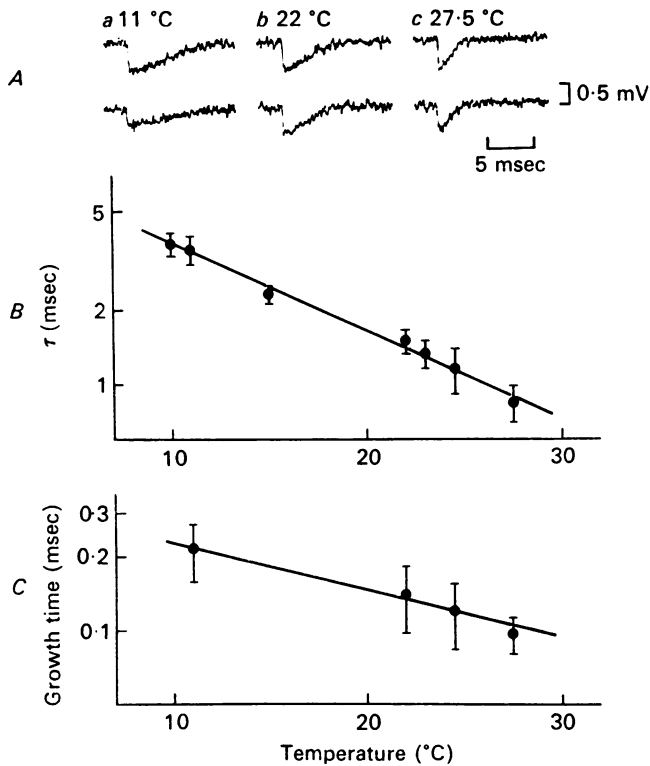 a 11 °C b 22 °C c 27·5 °C
A
0·5 mV
5 msec
B
τ (msec)
5
2
1
10 20 30
C
Growth time (msec)
0·3
0·2
0·1
10 20 30
Temperature (°C)